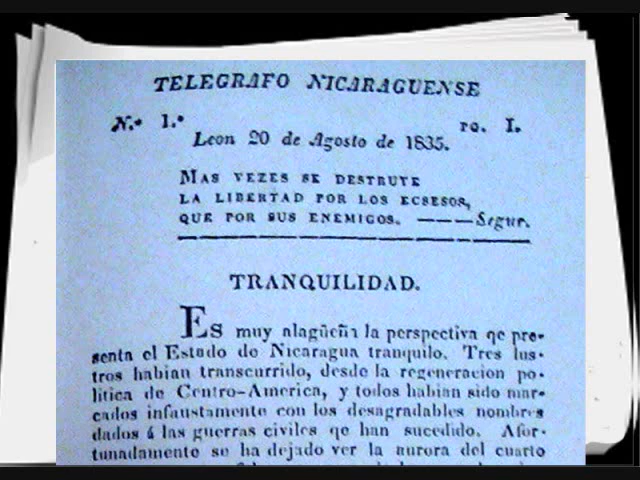 TELEGRAFO NICARAGUENSE
N.º 1.º ro. I.
Leon 20 de Agosto de 1835.
MAS VEZES SE DESTRUYE
LA LIBERTAD POR LOS ECSESOS,
QUE POR SUS ENEMIGOS. ———Segur.
TRANQUILIDAD.
Es muy alagüeña la perspectiva qe pre-
senta el Estado de Nicaragua tranquilo. Tres lus-
tros habian transcurrido, desde la regeneracion po-
litica de Centro-America, y todos habian sido mar-
cados infaustamente con los desagradables nombres
dados á las guerras civiles qe han sucedido. Afor-
tunadamente se ha dejado ver la aurora del cuarto